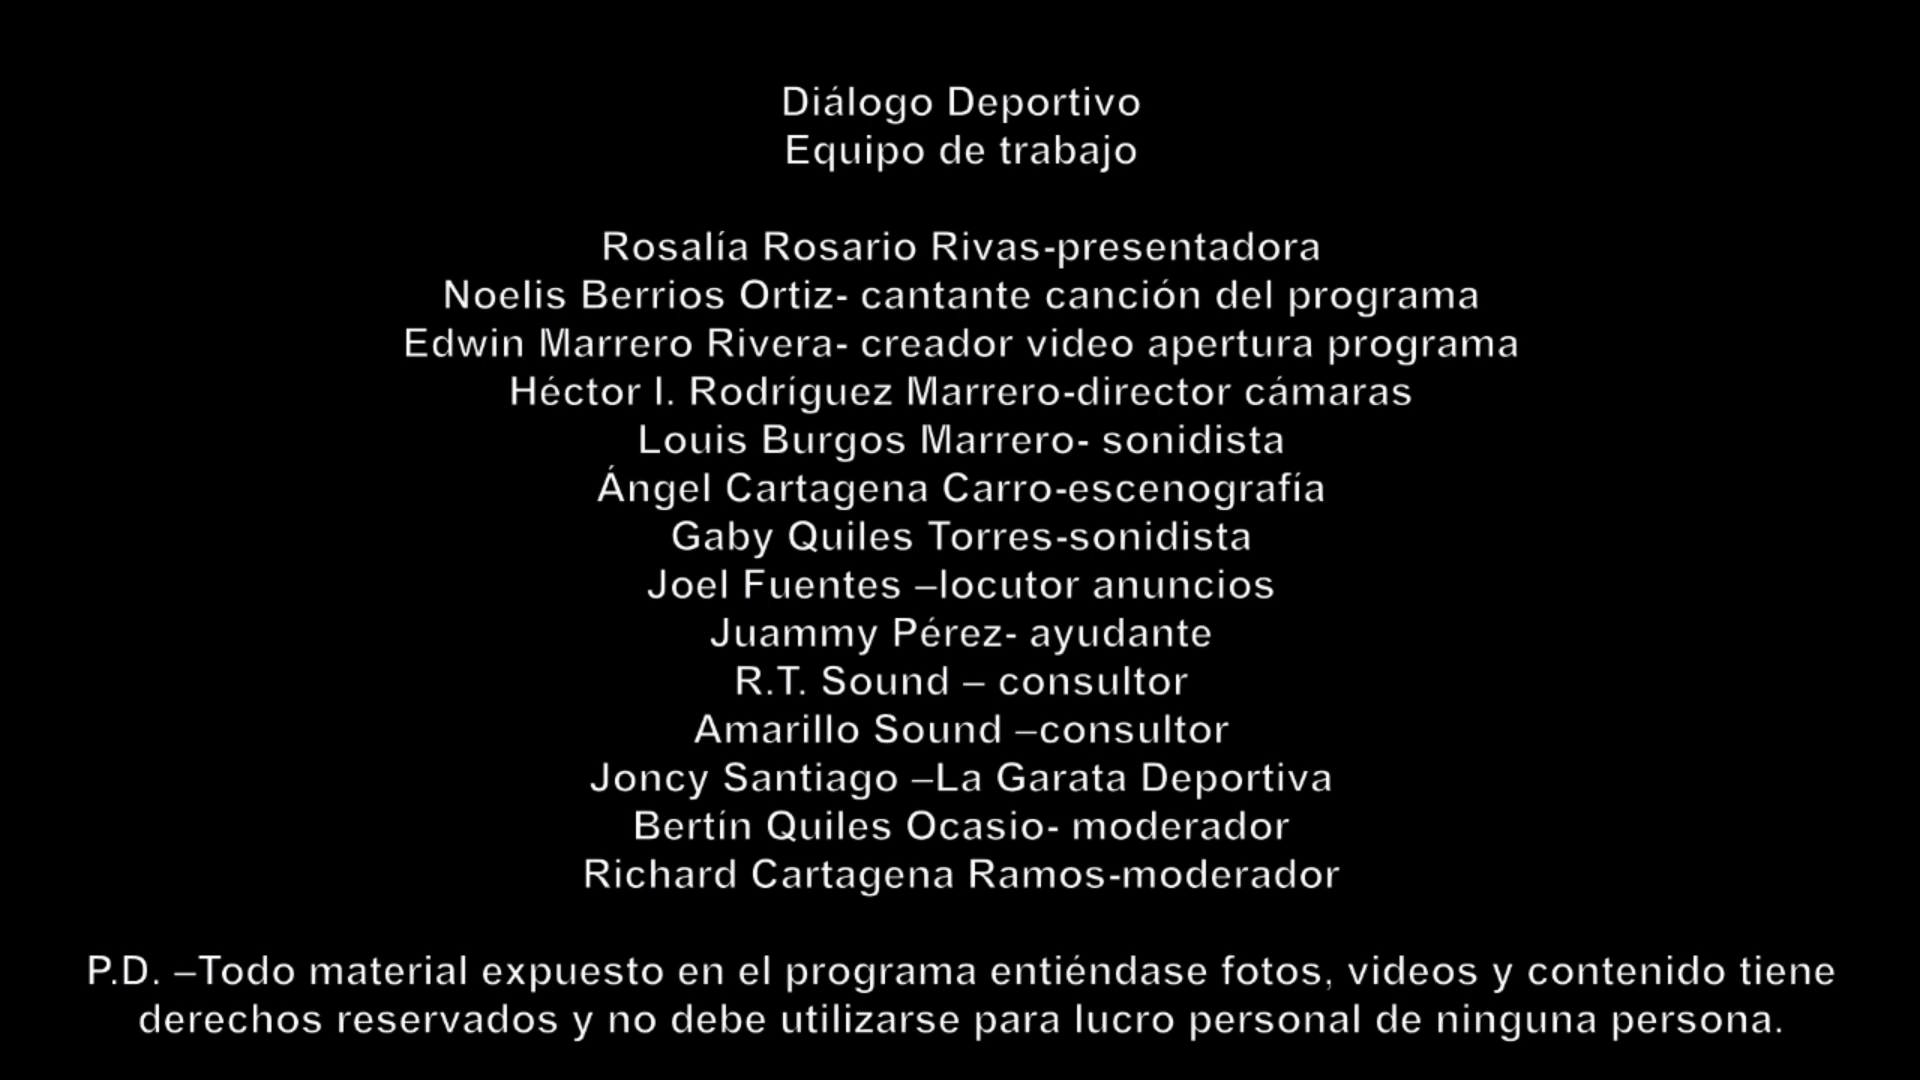 Diálogo Deportivo
Equipo de trabajo
Rosalía Rosario Rivas-presentadora
Noelis Berrios Ortiz- cantante canción del programa
Edwin Marrero Rivera- creador video apertura programa
Héctor I. Rodríguez Marrero-director cámaras
Louis Burgos Marrero- sonidista
Ángel Cartagena Carro-escenografía
Gaby Quiles Torres-sonidista
Joel Fuentes –locutor anuncios
Juammy Pérez- ayudante
R.T. Sound – consultor
Amarillo Sound –consultor
Joncy Santiago –La Garata Deportiva
Bertín Quiles Ocasio- moderador
Richard Cartagena Ramos-moderador
P.D. –Todo material expuesto en el programa entiéndase fotos, videos y contenido tiene
derechos reservados y no debe utilizarse para lucro personal de ninguna persona.